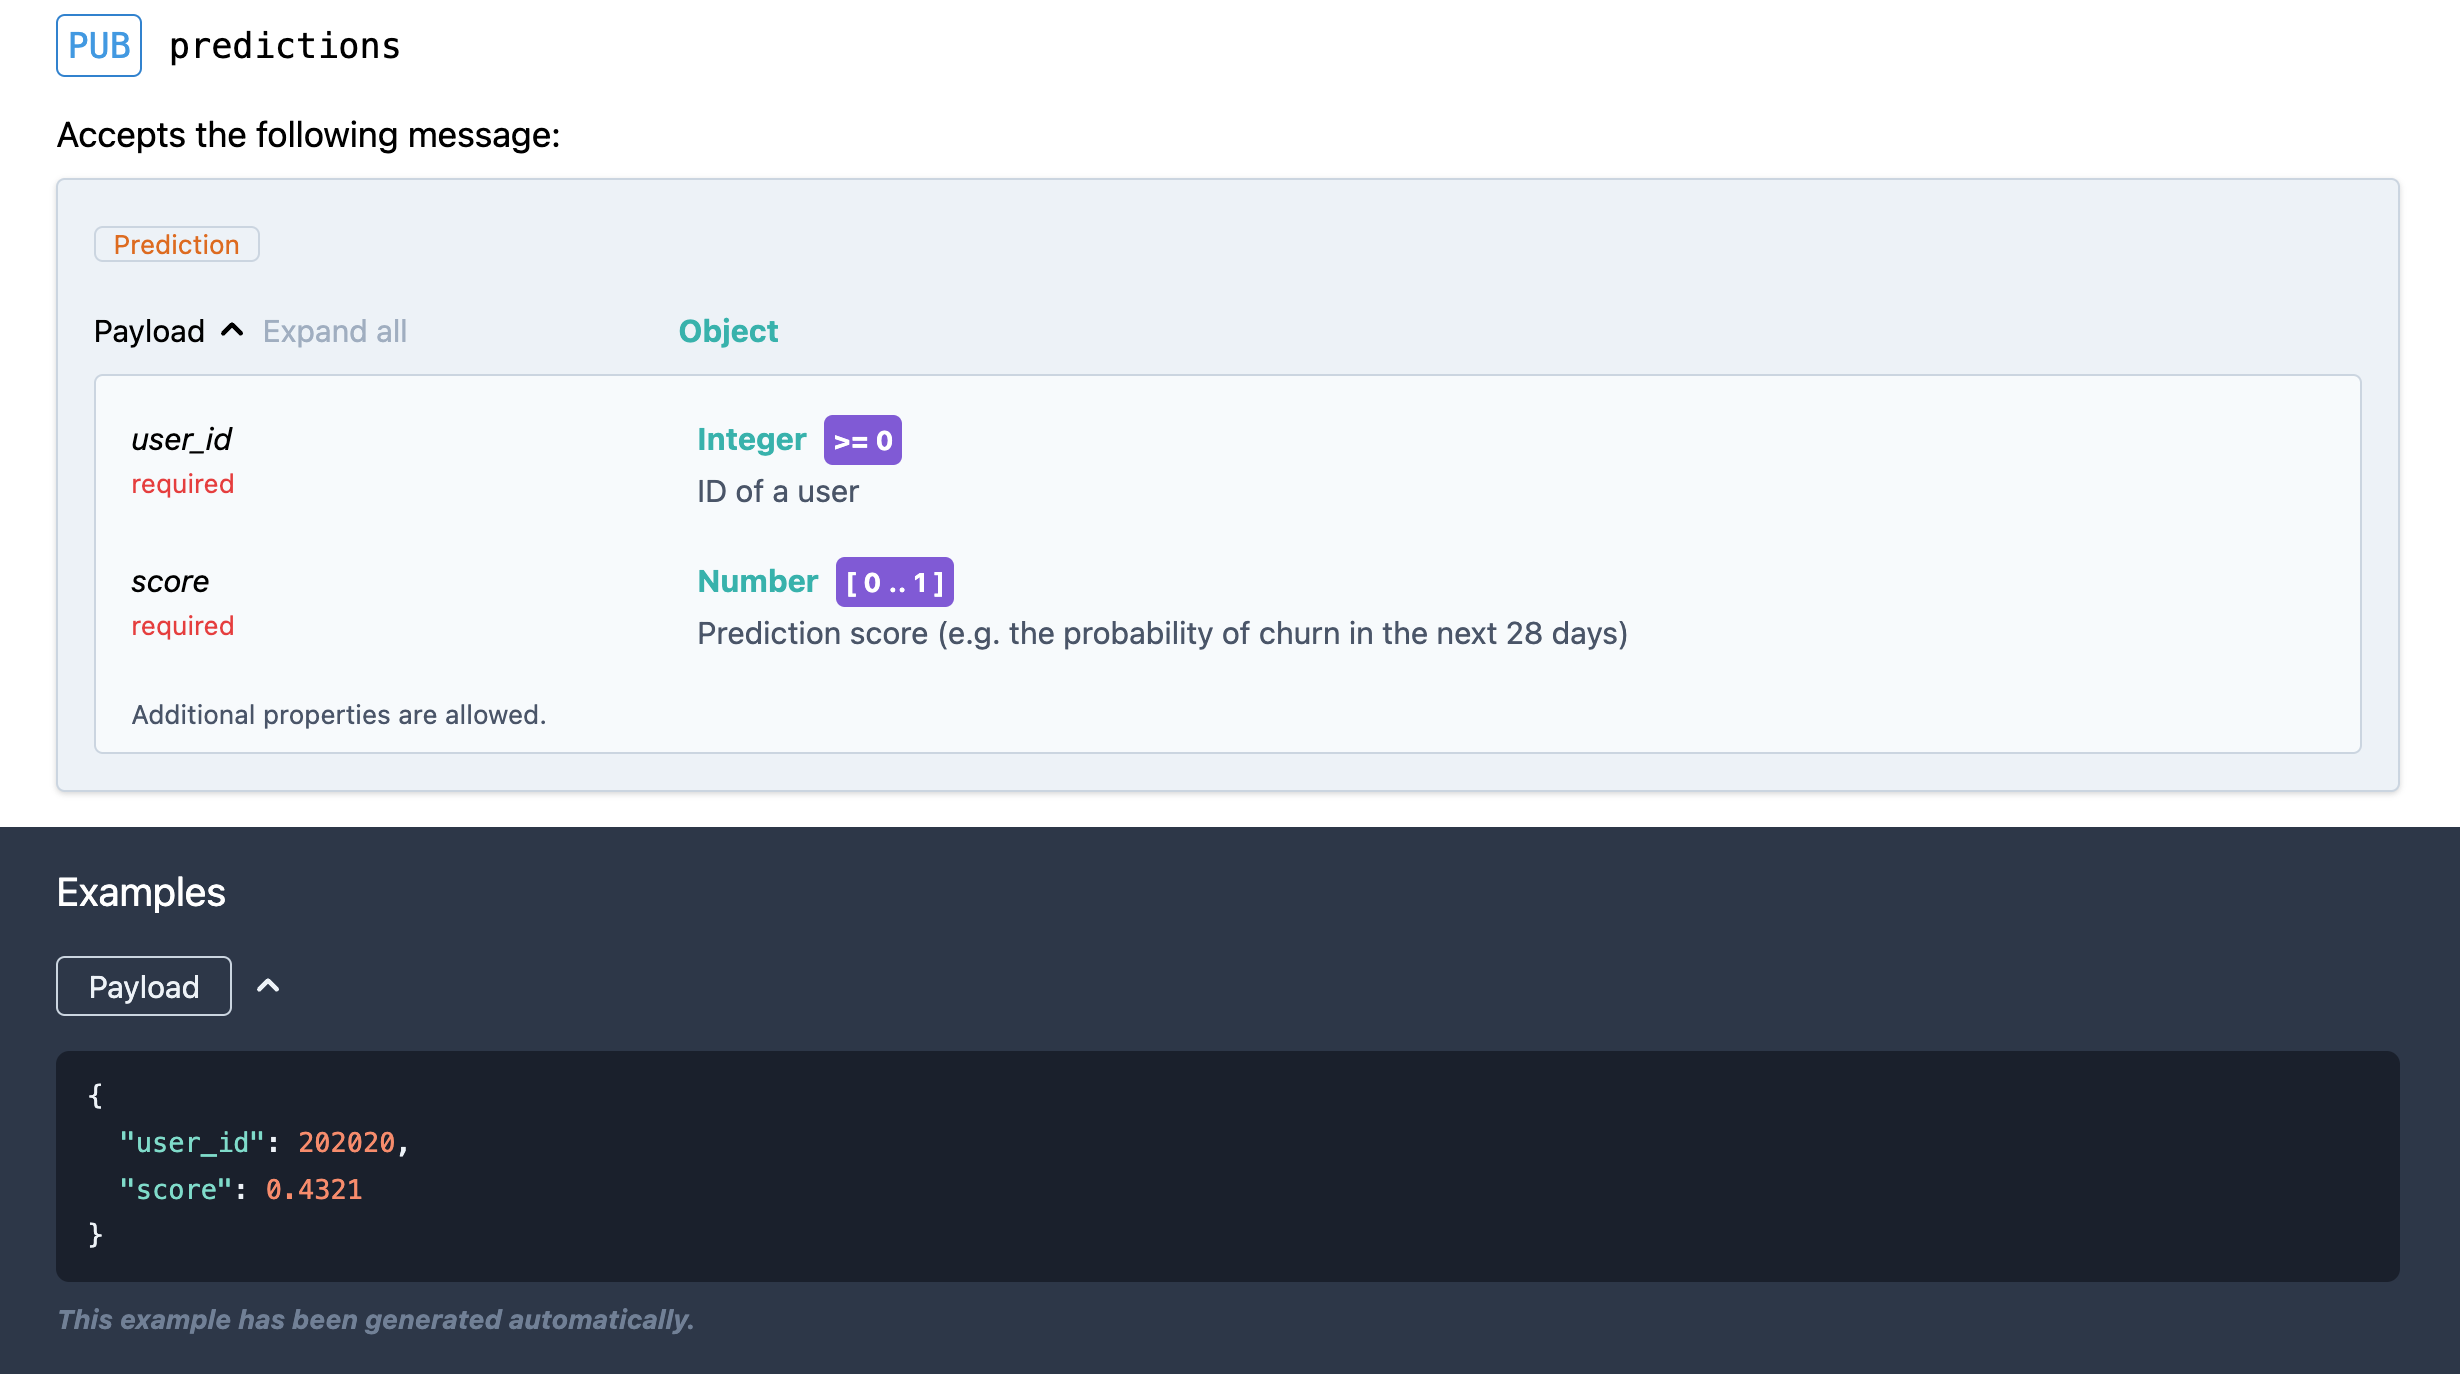 PUB predictions
Accepts the following message:
Prediction
Payload Expand all Object
user_id Integer >= 0
required ID of a user
score Number [ 0 .. 1 ]
required Prediction score (e.g. the probability of churn in the next 28 days)
Additional properties are allowed.
Examples
Payload
{
"user_id": 202020,
"score": 0.4321
}
This example has been generated automatically.